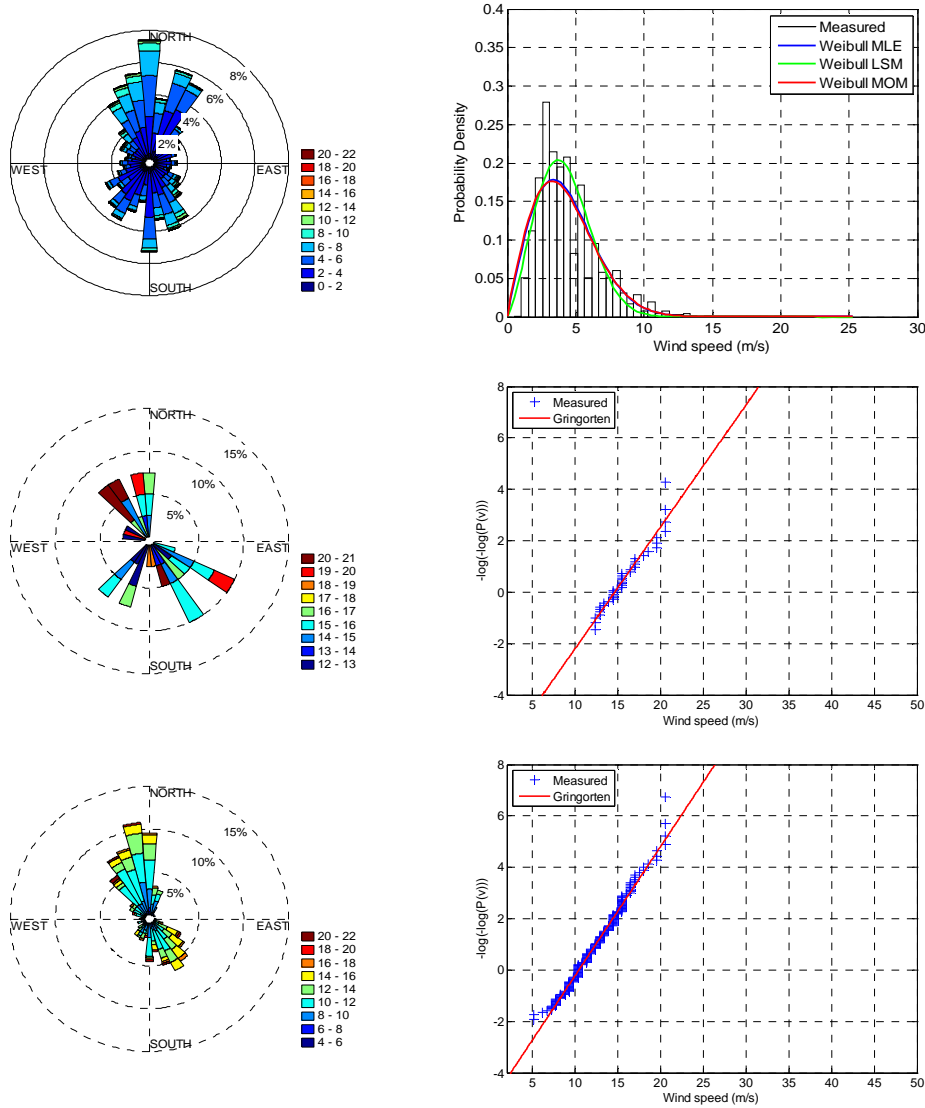 NORTH
8%
6%
4%
2%
WEST
EAST
SOUTH
20 - 22
18 - 20
16 - 18
14 - 16
12 - 14
10 - 12
8 - 10
6 - 8
4 - 6
2 - 4
0 - 2
0.4
0.35
0.3
0.25
0.2
0.15
0.1
0.05
0
Probability Density
Measured
Weibull MLE
Weibull LSM
Weibull MOM
0 5 10 15 20 25 30
Wind speed (m/s)
NORTH
15%
10%
5%
WEST
EAST
SOUTH
20 - 21
19 - 20
18 - 19
17 - 18
16 - 17
15 - 16
14 - 15
13 - 14
12 - 13
8
6
4
2
0
-2
-4
-log(-log(P(v)))
Measured
Gringorten
5 10 15 20 25 30 35 40 45 50
Wind speed (m/s)
NORTH
15%
10%
5%
WEST
EAST
SOUTH
20 - 22
18 - 20
16 - 18
14 - 16
12 - 14
10 - 12
8 - 10
6 - 8
4 - 6
8
6
4
2
0
-2
-4
-log(-log(P(v)))
Measured
Gringorten
5 10 15 20 25 30 35 40 45 50
Wind speed (m/s)